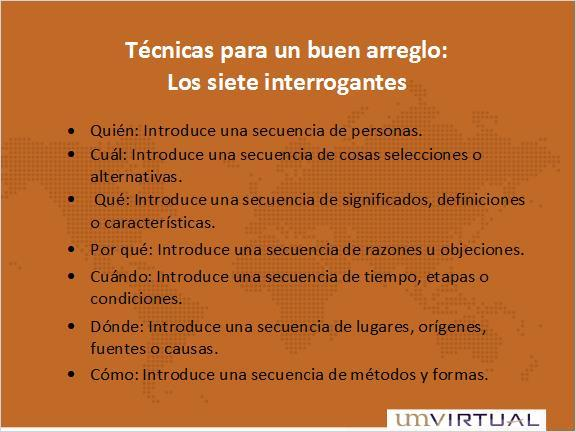 Técnicas para un buen arreglo:
Los siete interrogantes
• Quién: Introduce una secuencia de personas.
• Cuál: Introduce una secuencia de cosas selecciones o
alternativas.
• Qué: Introduce una secuencia de significados, definiciones
o características.
• Por qué: Introduce una secuencia de razones u objeciones.
• Cuándo: Introduce una secuencia de tiempo, etapas o
condiciones.
• Dónde: Introduce una secuencia de lugares, orígenes,
fuentes o causas.
• Cómo: Introduce una secuencia de métodos y formas.
umVIRTUAL